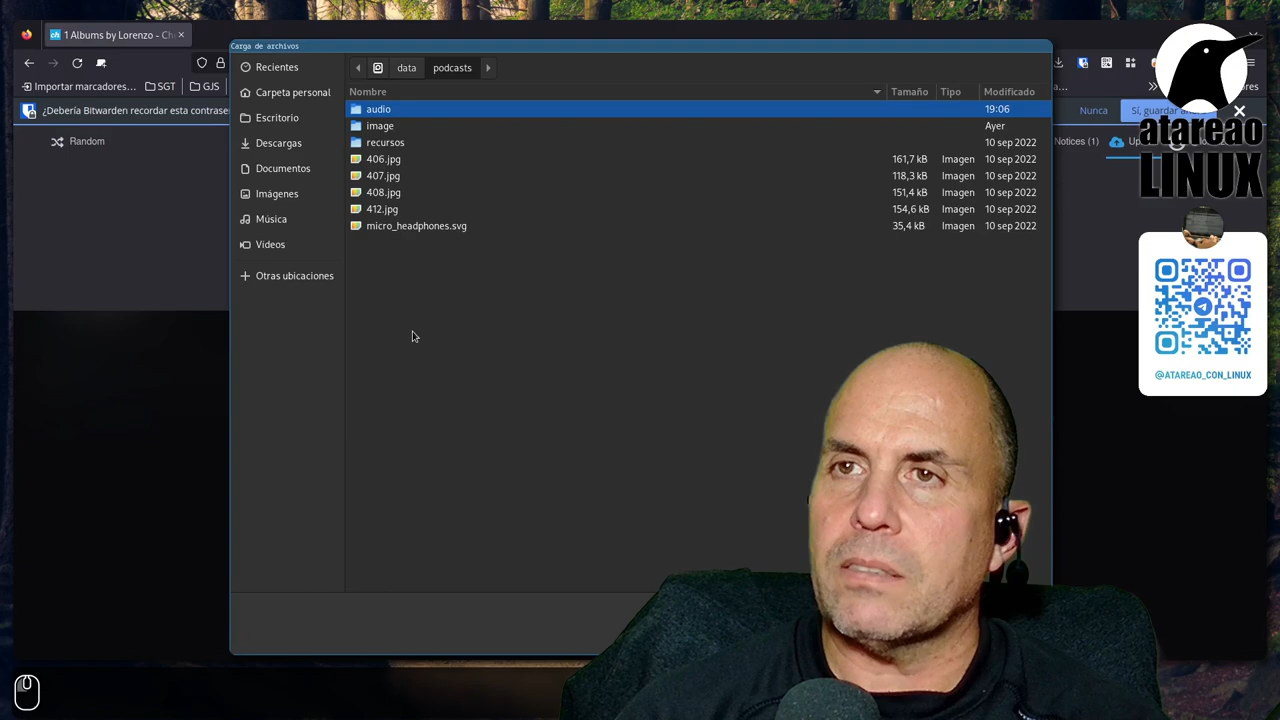 1 Albums by Lorenzo - Ch
Carga de archivos
Importar marcadores...
SGT
GJS
¿Debería Bitwarden recordar esta contrase
Nunca
Sí, guardar
Random
Notices (1)
Recientes
Carpeta personal
Escritorio
Descargas
Documentos
Imágenes
Música
Vídeos
Otras ubicaciones
data
podcasts
Nombre
Tamaño
Tipo
Modificado
audio
19:06
image
Ayer
recursos
10 sep 2022
406.jpg
161,7 kB
Imagen
10 sep 2022
407.jpg
118,3 kB
Imagen
10 sep 2022
408.jpg
151,4 kB
Imagen
10 sep 2022
412.jpg
154,6 kB
Imagen
10 sep 2022
micro_headphones.svg
35,4 kB
Imagen
10 sep 2022
atareao
LINUX
@ATAREAO_CON_LINUX